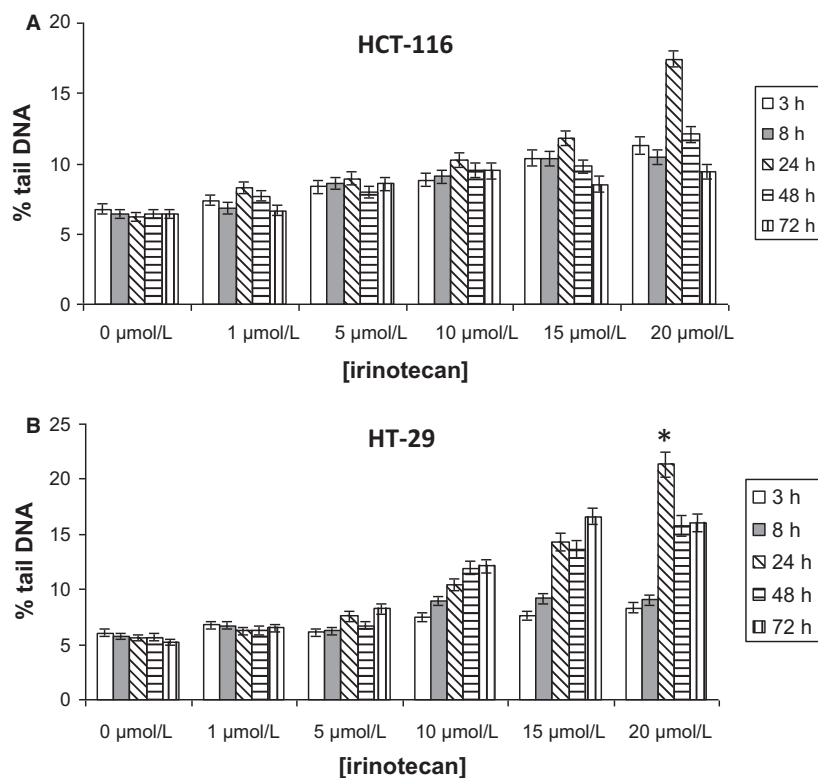 A
HCT-116
% tail DNA
20
15
10
5
0
0 µmol/L 1 µmol/L 5 µmol/L 10 µmol/L 15 µmol/L 20 µmol/L
[irinotecan]
3 h
8 h
24 h
48 h
72 h
B
HT-29
% tail DNA
25
20
15
10
5
0
*
0 µmol/L 1 µmol/L 5 µmol/L 10 µmol/L 15 µmol/L 20 µmol/L
[irinotecan]
3 h
8 h
24 h
48 h
72 h